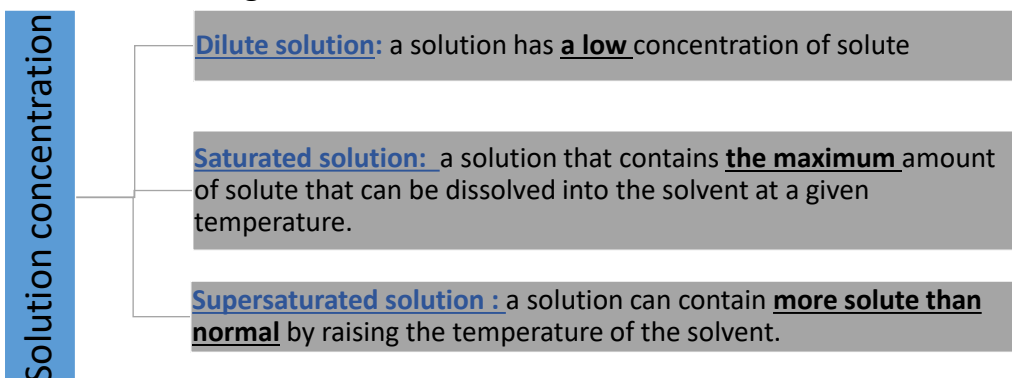 Solution concentration
Dilute solution: a solution has a low concentration of solute
Saturated solution: a solution that contains the maximum amount
of solute that can be dissolved into the solvent at a given
temperature.
Supersaturated solution : a solution can contain more solute than
normal by raising the temperature of the solvent.